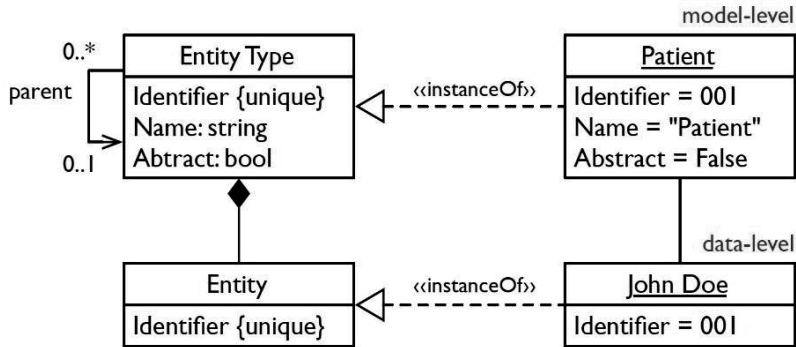 model-level
0..*
Entity Type
Patient
parent
Identifier {unique}
Name: string
Abtract: bool
‹‹instanceOf››
Identifier = 001
Name = "Patient"
Abstract = False
0..1
data-level
Entity
‹‹instanceOf››
John Doe
Identifier {unique}
Identifier = 001